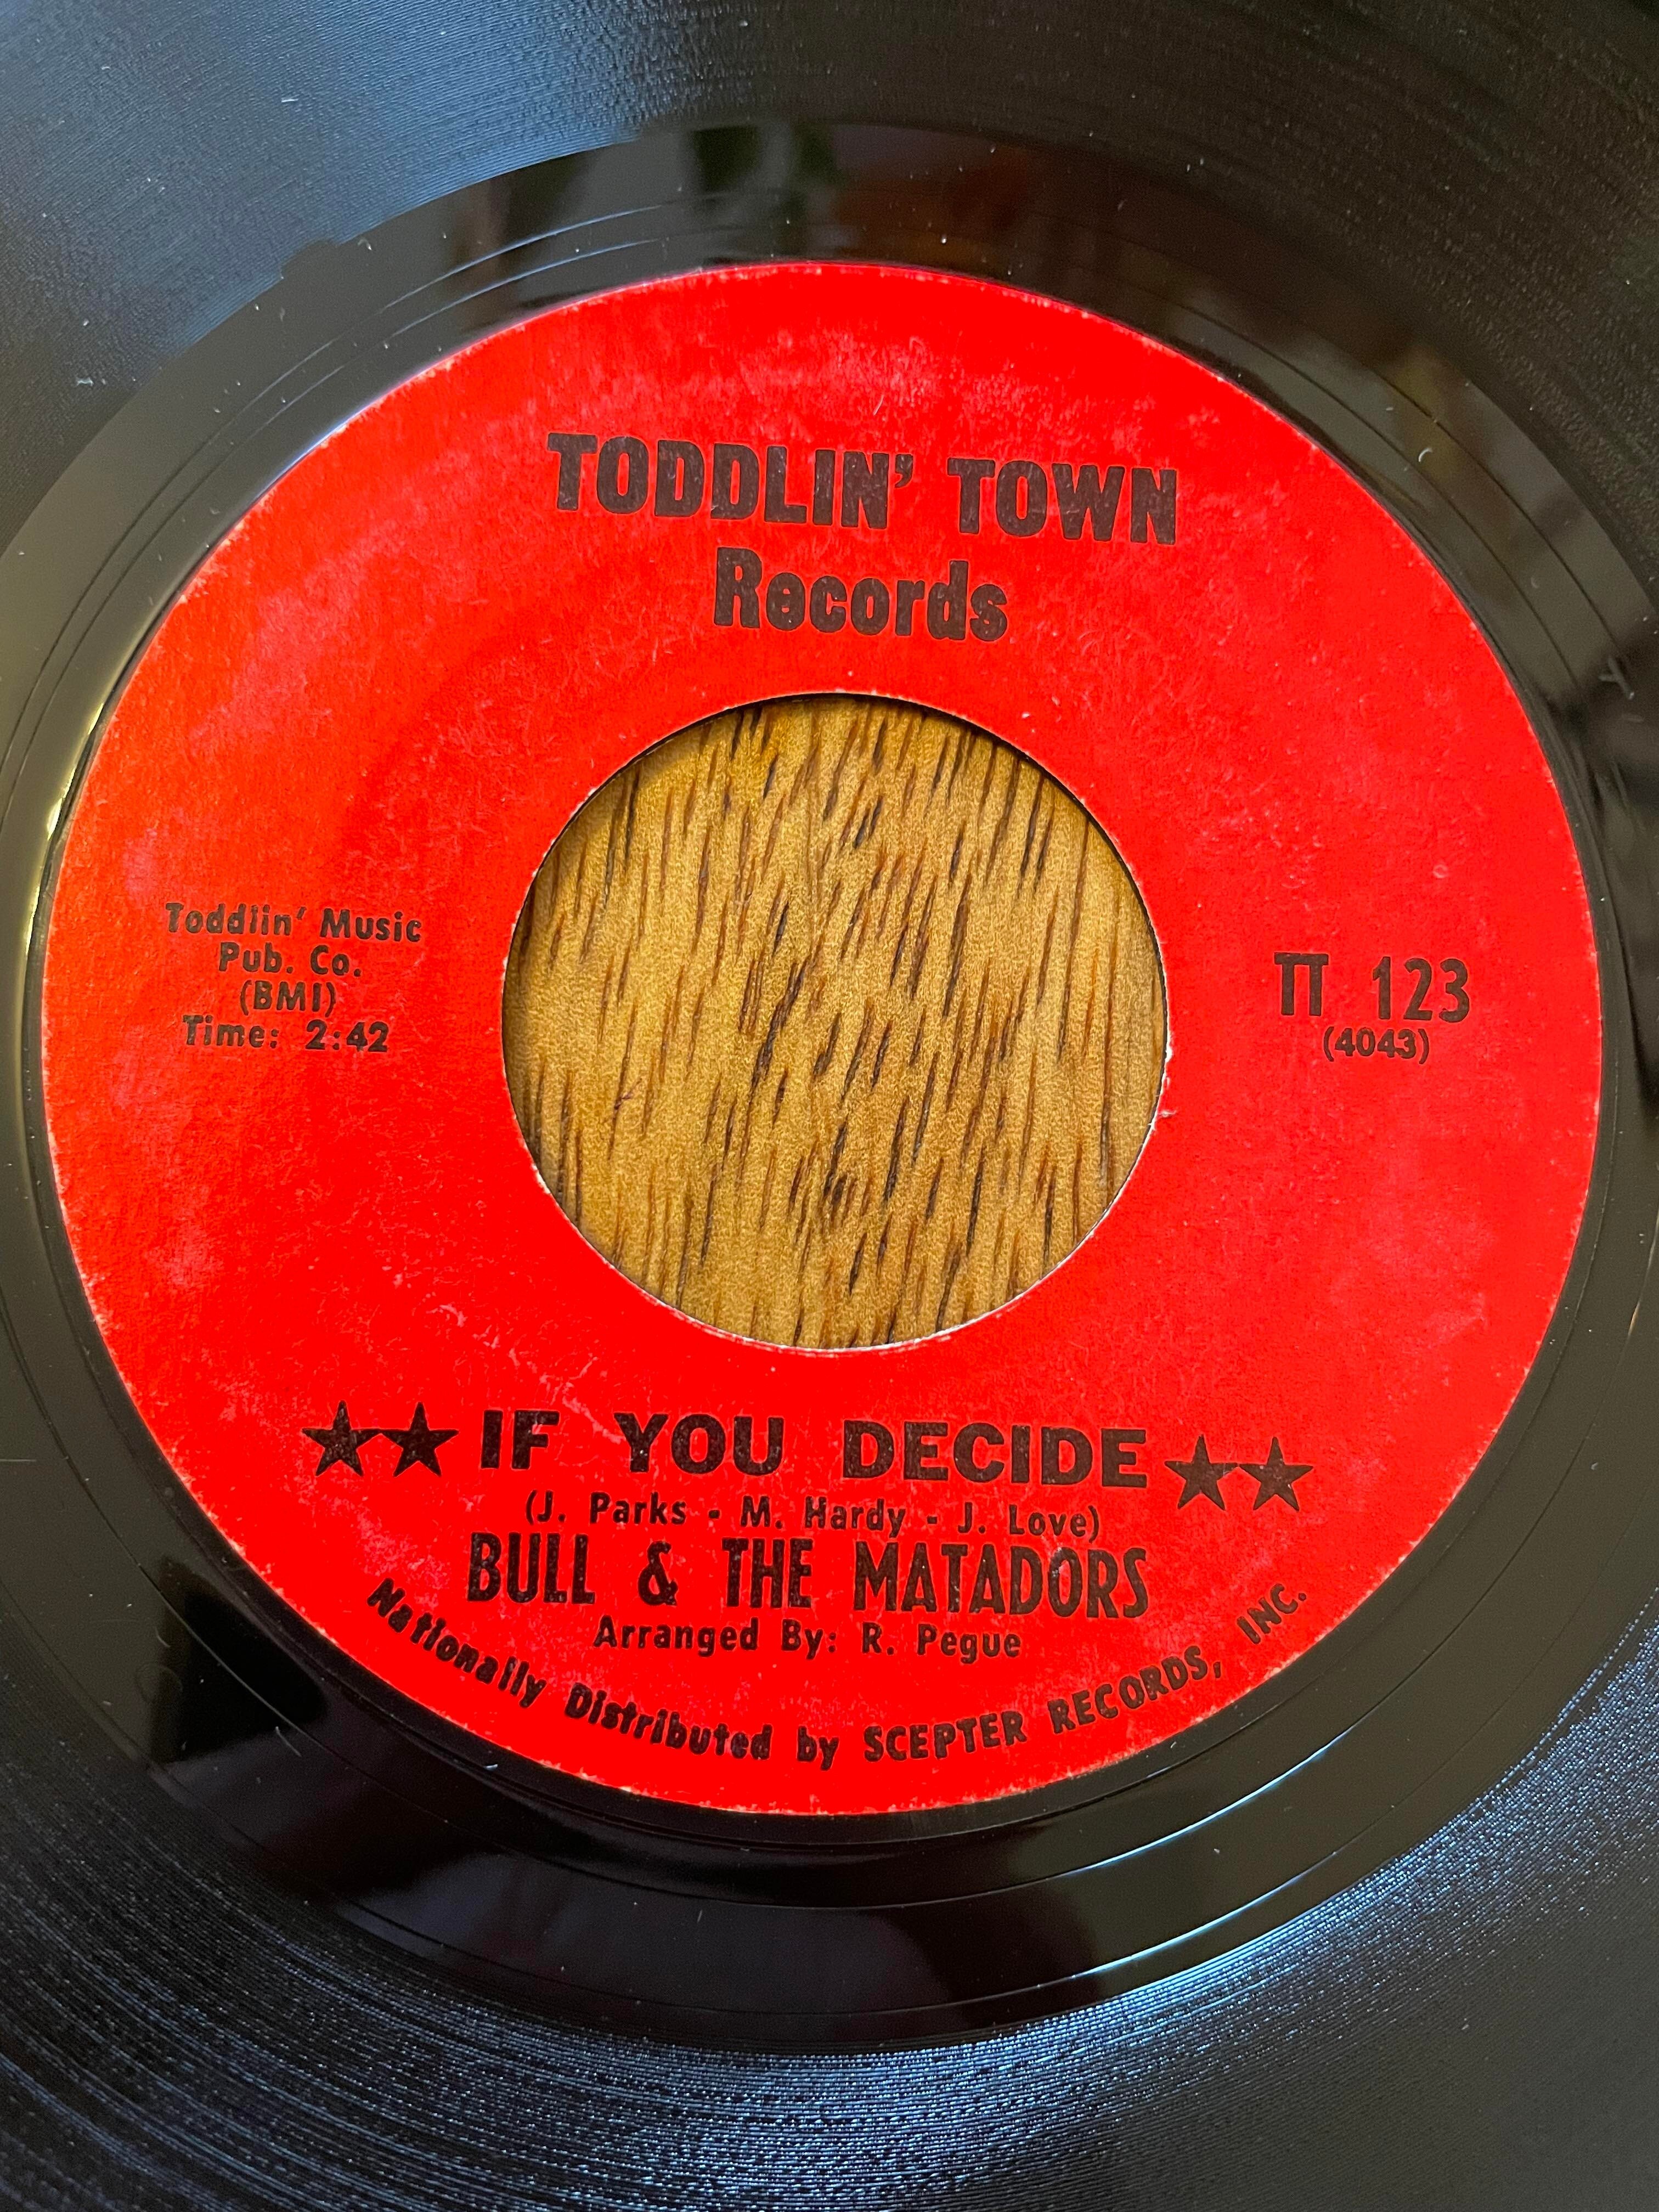 TODDLIN' TOWN
Records
Toddlin' Music
Pub. Co.
(BMI)
Time: 2:42
TT 123
(4043)
★★ IF YOU DECIDE ★★
(J. Parks - M. Hardy - J. Love)
BULL & THE MATADORS
Arranged By: R. Pegue
Nationally Distributed by SCEPTER RECORDS, INC.